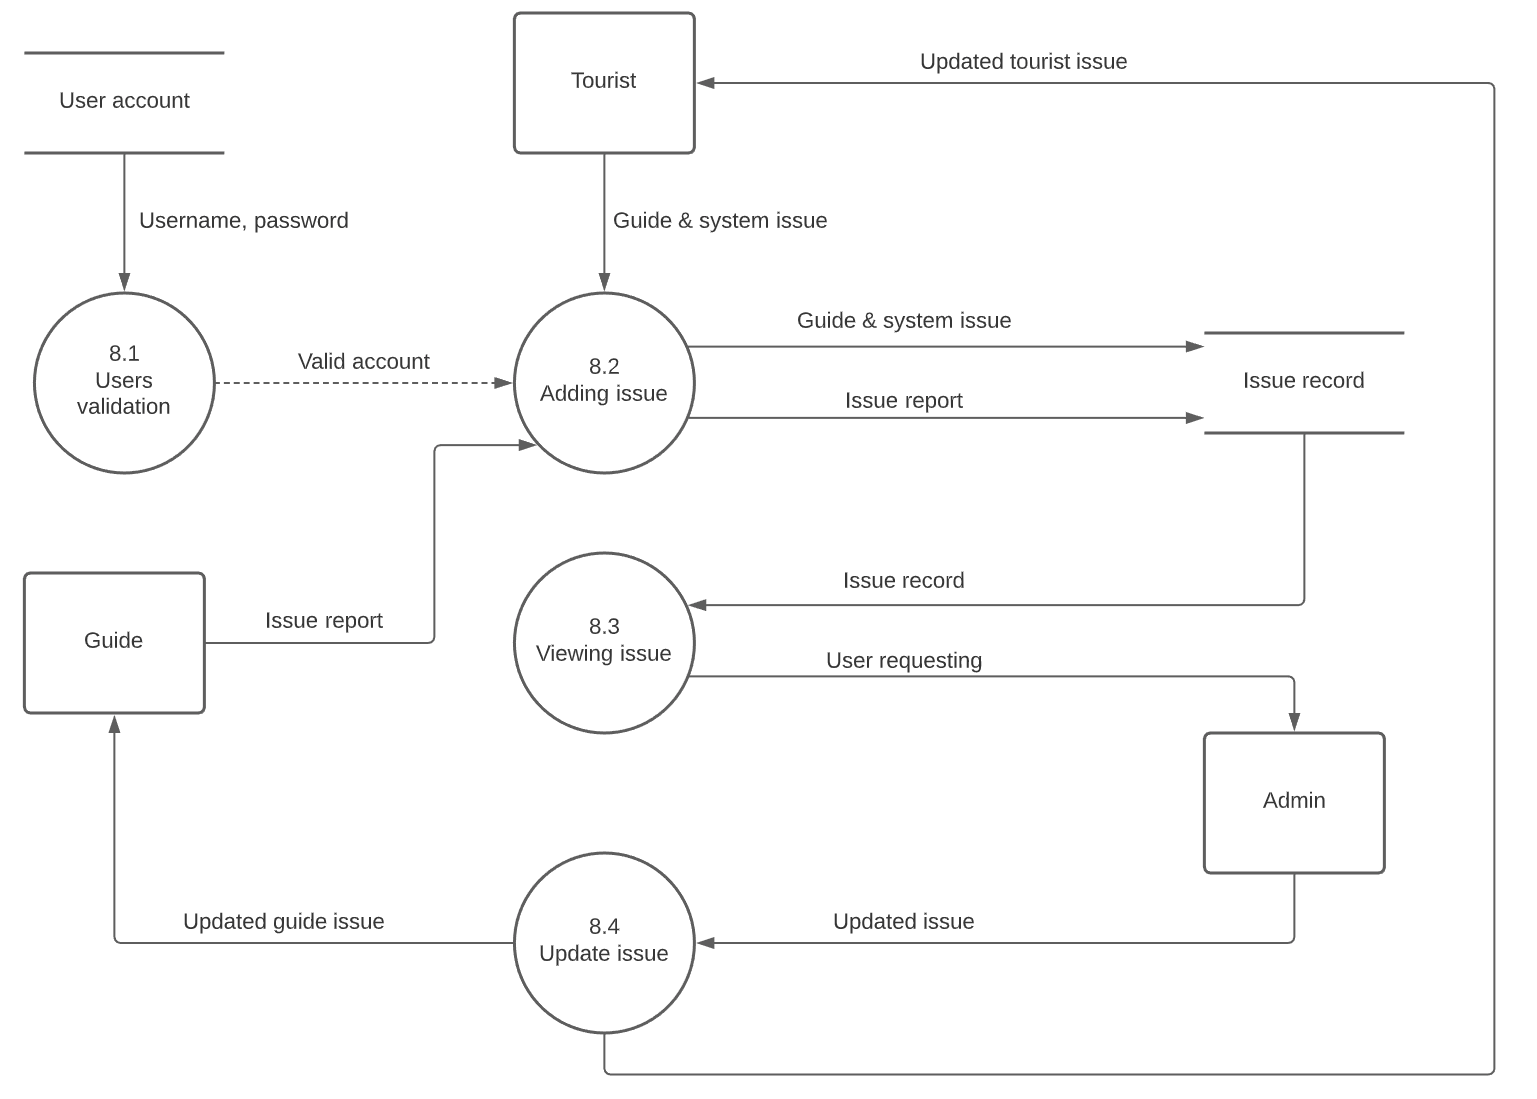 Tourist
Updated tourist issue
User account
Username, password
Guide & system issue
Guide & system issue
8.1
Users
validation
Valid account
8.2
Adding issue
Issue record
Issue report
Issue record
Guide
Issue report
8.3
Viewing issue
User requesting
Admin
Updated guide issue
8.4
Update issue
Updated issue